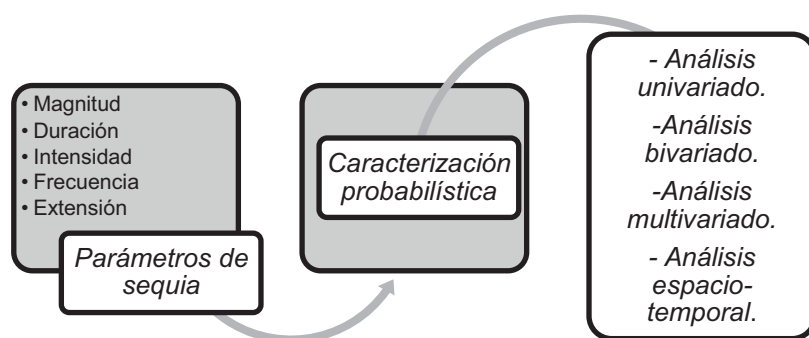 • Magnitud
• Duración
• Intensidad
• Frecuencia
• Extensión
Parámetros de
sequia
Caracterización
probabilística
- Análisis
univariado.
-Análisis
bivariado.
-Análisis
multivariado.
- Análisis
espacio-
temporal.